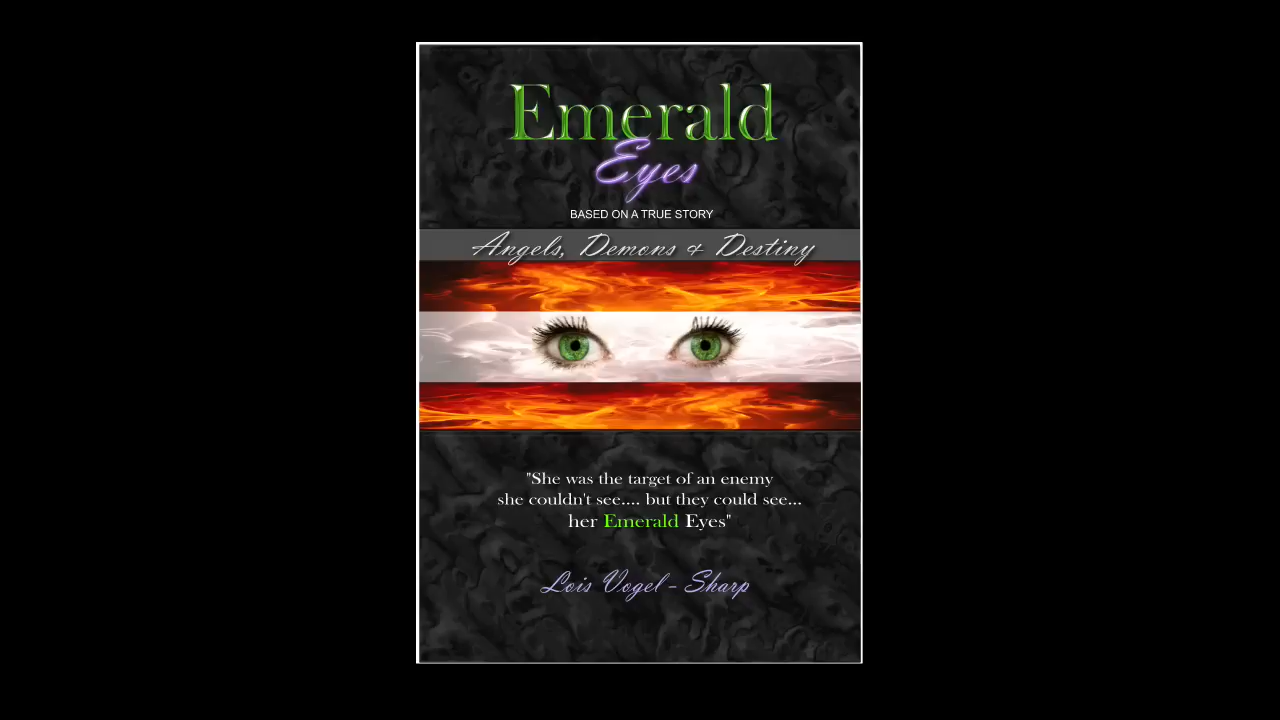 Emerald
Eyes
BASED ON A TRUE STORY
Angels, Demons & Destiny
"She was the target of an enemy
she couldn't see.... but they could see...
her Emerald Eyes"
Lois Vogel - Sharp